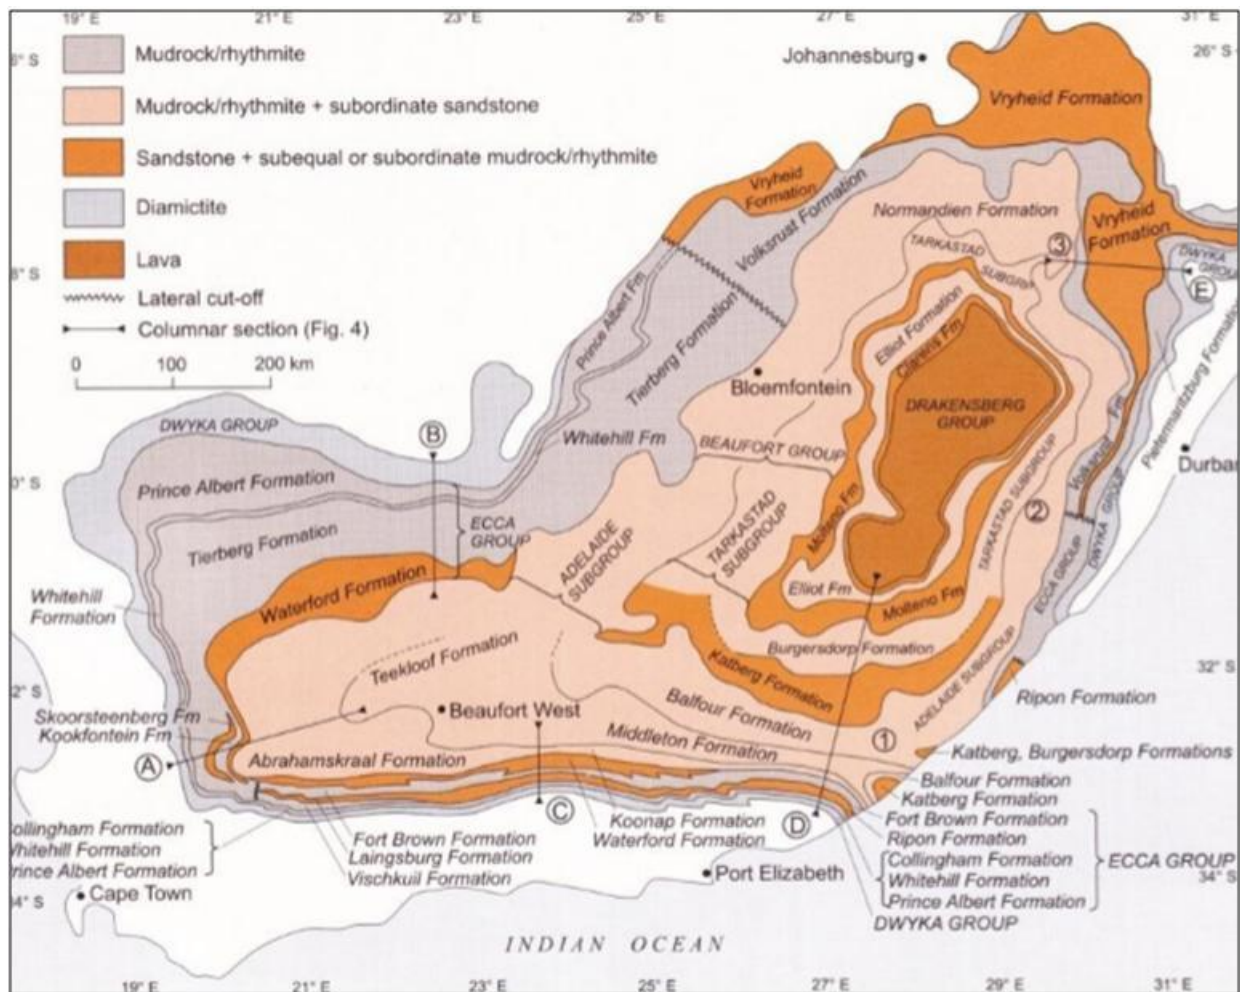 19° E
21° E
23° E
25° E
27° E
31° E
6° S
26° S
8° S
0° S
2° S
32° S
4° S
34° S
Mudrock/rhythmite
Mudrock/rhythmite + subordinate sandstone
Sandstone + subequal or subordinate mudrock/rhythmite
Diamictite
Lava
Lateral cut-off
Columnar section (Fig. 4)
0 100 200 km
Johannesburg
Vryheid Formation
Vryheid
Formation
Volksrust Formation
Normandien Formation
Vryheid
Formation
TARKASTAD
SUBGRP
3
DWYKA
GROU
E
Prince Albert Fm
Tierberg Formation
Elliot Formation
Clarens Fm
Pietermaritzburg Formation
Bloemfontein
DRAKENSBERG
GROUP
DWYKA GROUP
B
Whitehill Fm
BEAUFORT GROUP
Volksrust Fm
Durban
Prince Albert Formation
ECCA
GROUP
Tierberg Formation
ADELAIDE
SUBGROUP
TARKASTAD
SUBGROUP
Molteno Fm
TARKASTAD SUBGROUP
2
DWYKA GROUP
ECCA GROUP
Whitehill
Formation
Waterford Formation
Elliot Fm
Molteno Fm
Teekloof Formation
Burgersdorp Formation
Katberg Formation
ADELAIDE SUBGROUP
Ripon Formation
Skoorsteenberg Fm
Kookfontein Fm
Beaufort West
Balfour Formation
Middleton Formation
1
Katberg, Burgersdorp Formations
A
Abrahamskraal Formation
Balfour Formation
Katberg Formation
C
Koonap Formation
Waterford Formation
D
Fort Brown Formation
Ripon Formation
Collingham Formation
Whitehill Formation
Prince Albert Formation
ECCA GROUP
DWYKA GROUP
ollingham Formation
Whitehill Formation
rince Albert Formation
Fort Brown Formation
Laingsburg Formation
Vischkuil Formation
Cape Town
Port Elizabeth
INDIAN OCEAN
19° E
21° E
23° E
25° E
27° E
29° E
31° E